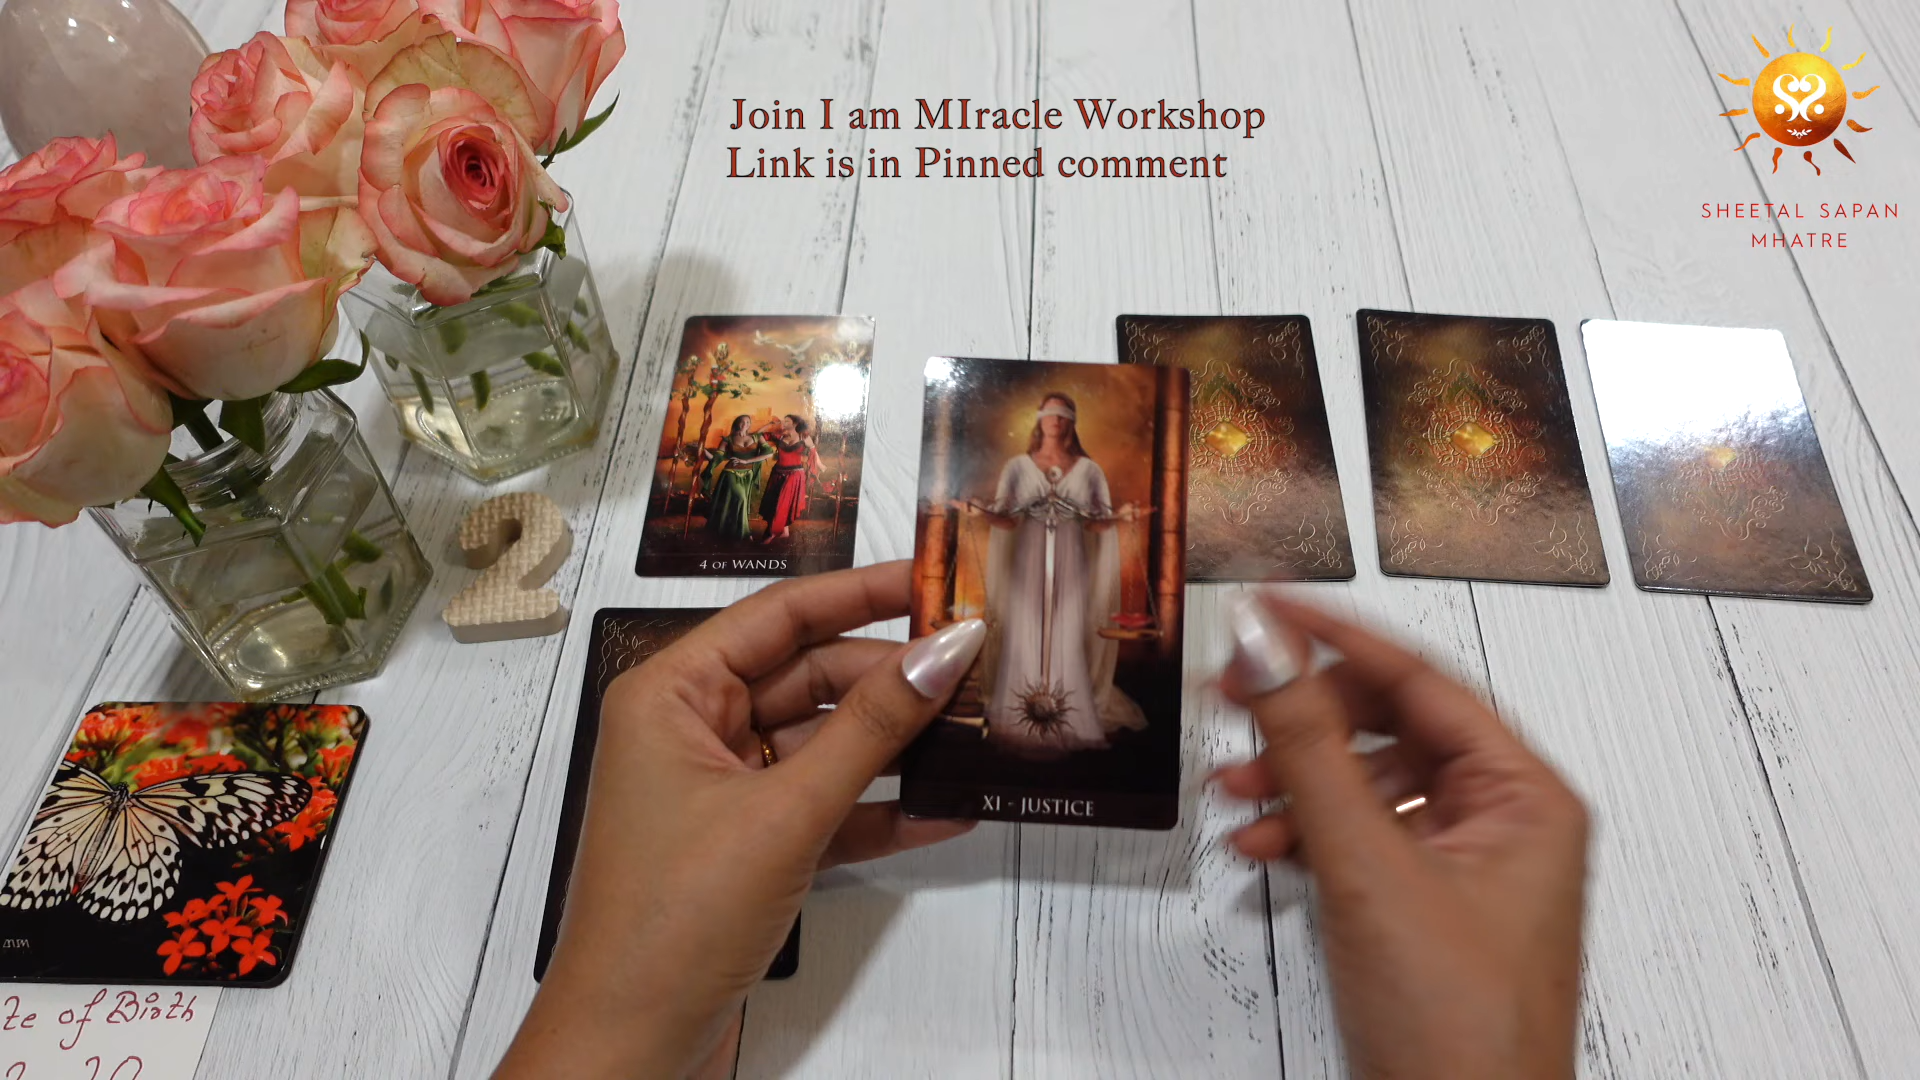 Join I am MIracle Workshop
Link is in Pinned comment
SHEETAL SAPAN
MHATRE
4 OF WANDS
2
XI - JUSTICE
of Birth
20